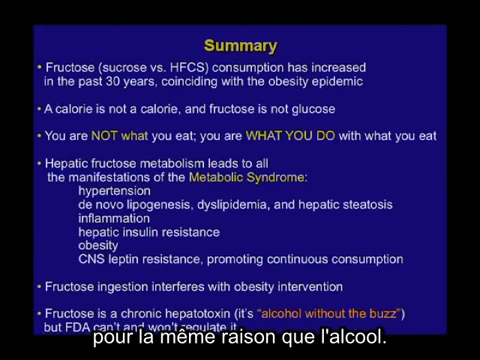 Summary
• Fructose (sucrose vs. HFCS) consumption has increased
in the past 30 years, coinciding with the obesity epidemic
• A calorie is not a calorie, and fructose is not glucose
• You are NOT what you eat; you are WHAT YOU DO with what you eat
• Hepatic fructose metabolism leads to all
the manifestations of the Metabolic Syndrome:
hypertension
de novo lipogenesis, dyslipidemia, and hepatic steatosis
inflammation
hepatic insulin resistance
obesity
CNS leptin resistance, promoting continuous consumption
• Fructose ingestion interferes with obesity intervention
• Fructose is a chronic hepatotoxin (it's “alcohol without the buzz”)
but FDA can't and won't regulate it
pour la même raison que l'alcool.